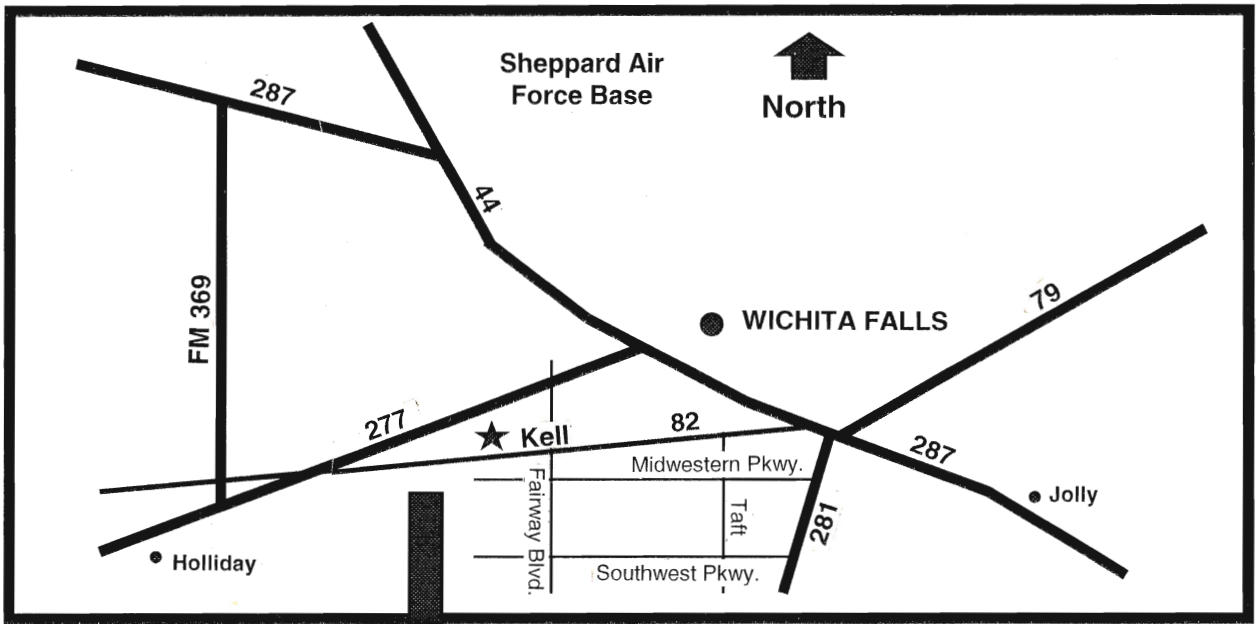 Sheppard Air
Force Base
North
287
44
FM 369
WICHITA FALLS
79
277
Kell
82
Midwestern Pkwy.
287
Jolly
Fairway Blvd.
Taft
281
Holliday
Southwest Pkwy.